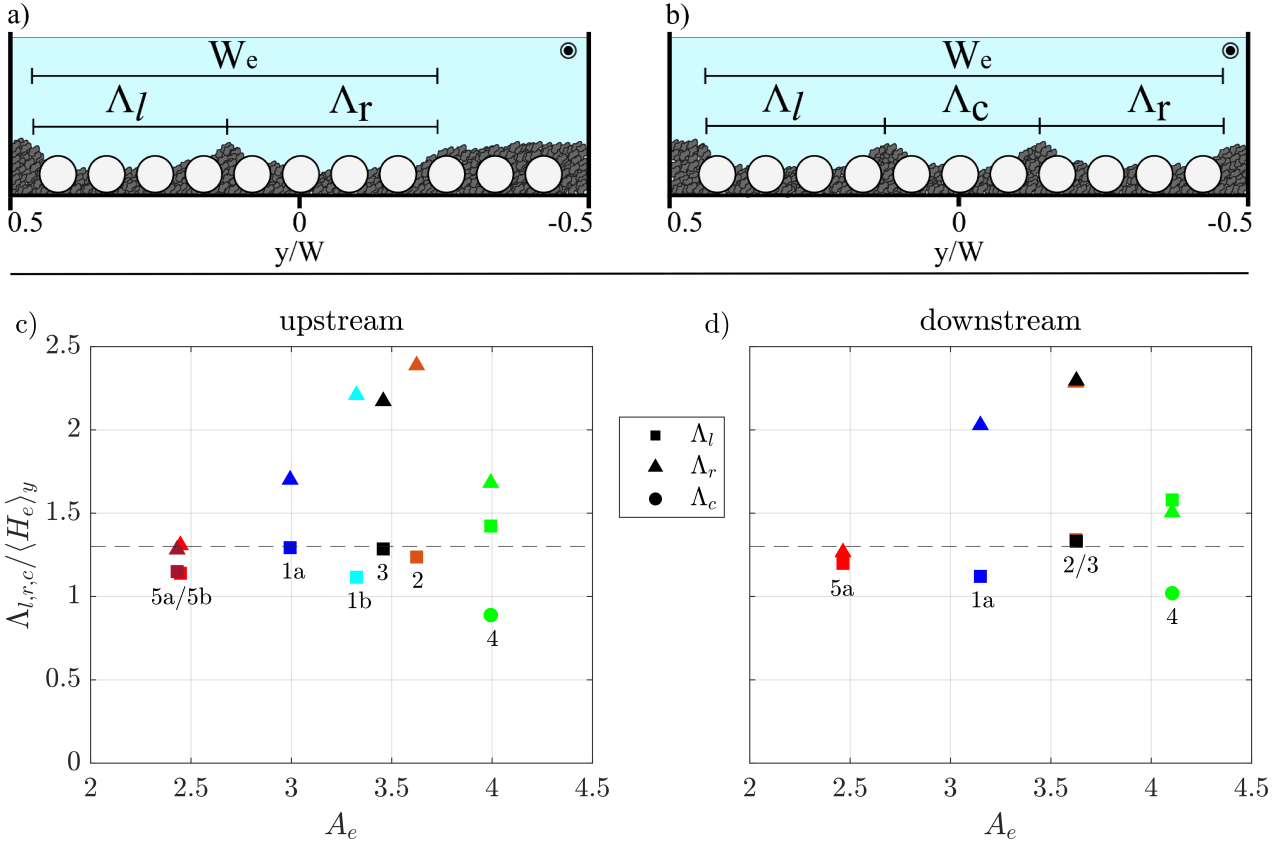 a)
W_e
Λ_l Λ_r
0.5 0 -0.5
y/W
b)
W_e
Λ_l Λ_c Λ_r
0.5 0 -0.5
y/W
c)
upstream
Λ_{l,r,c}/⟨H_e⟩_y
2.5
2
1.5
1
0.5
0
5a/5b
1a
1b
3
2
4
2 2.5 3 3.5 4 4.5
A_e
Λ_l
Λ_r
Λ_c
d)
downstream
5a
1a
2/3
4
2 2.5 3 3.5 4 4.5
A_e